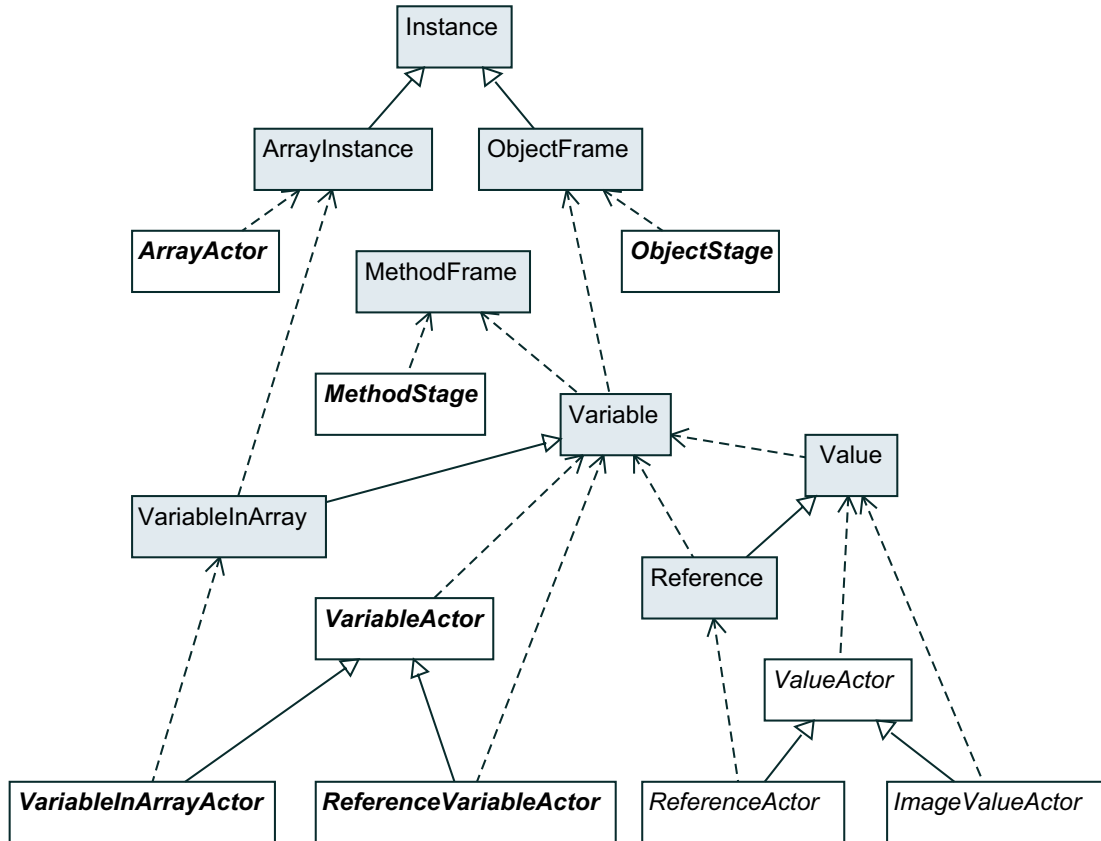 Instance
ArrayInstance
ObjectFrame
ArrayActor
MethodFrame
ObjectStage
MethodStage
Variable
Value
VariableInArray
Reference
VariableActor
ValueActor
VariableInArrayActor
ReferenceVariableActor
ReferenceActor
ImageValueActor